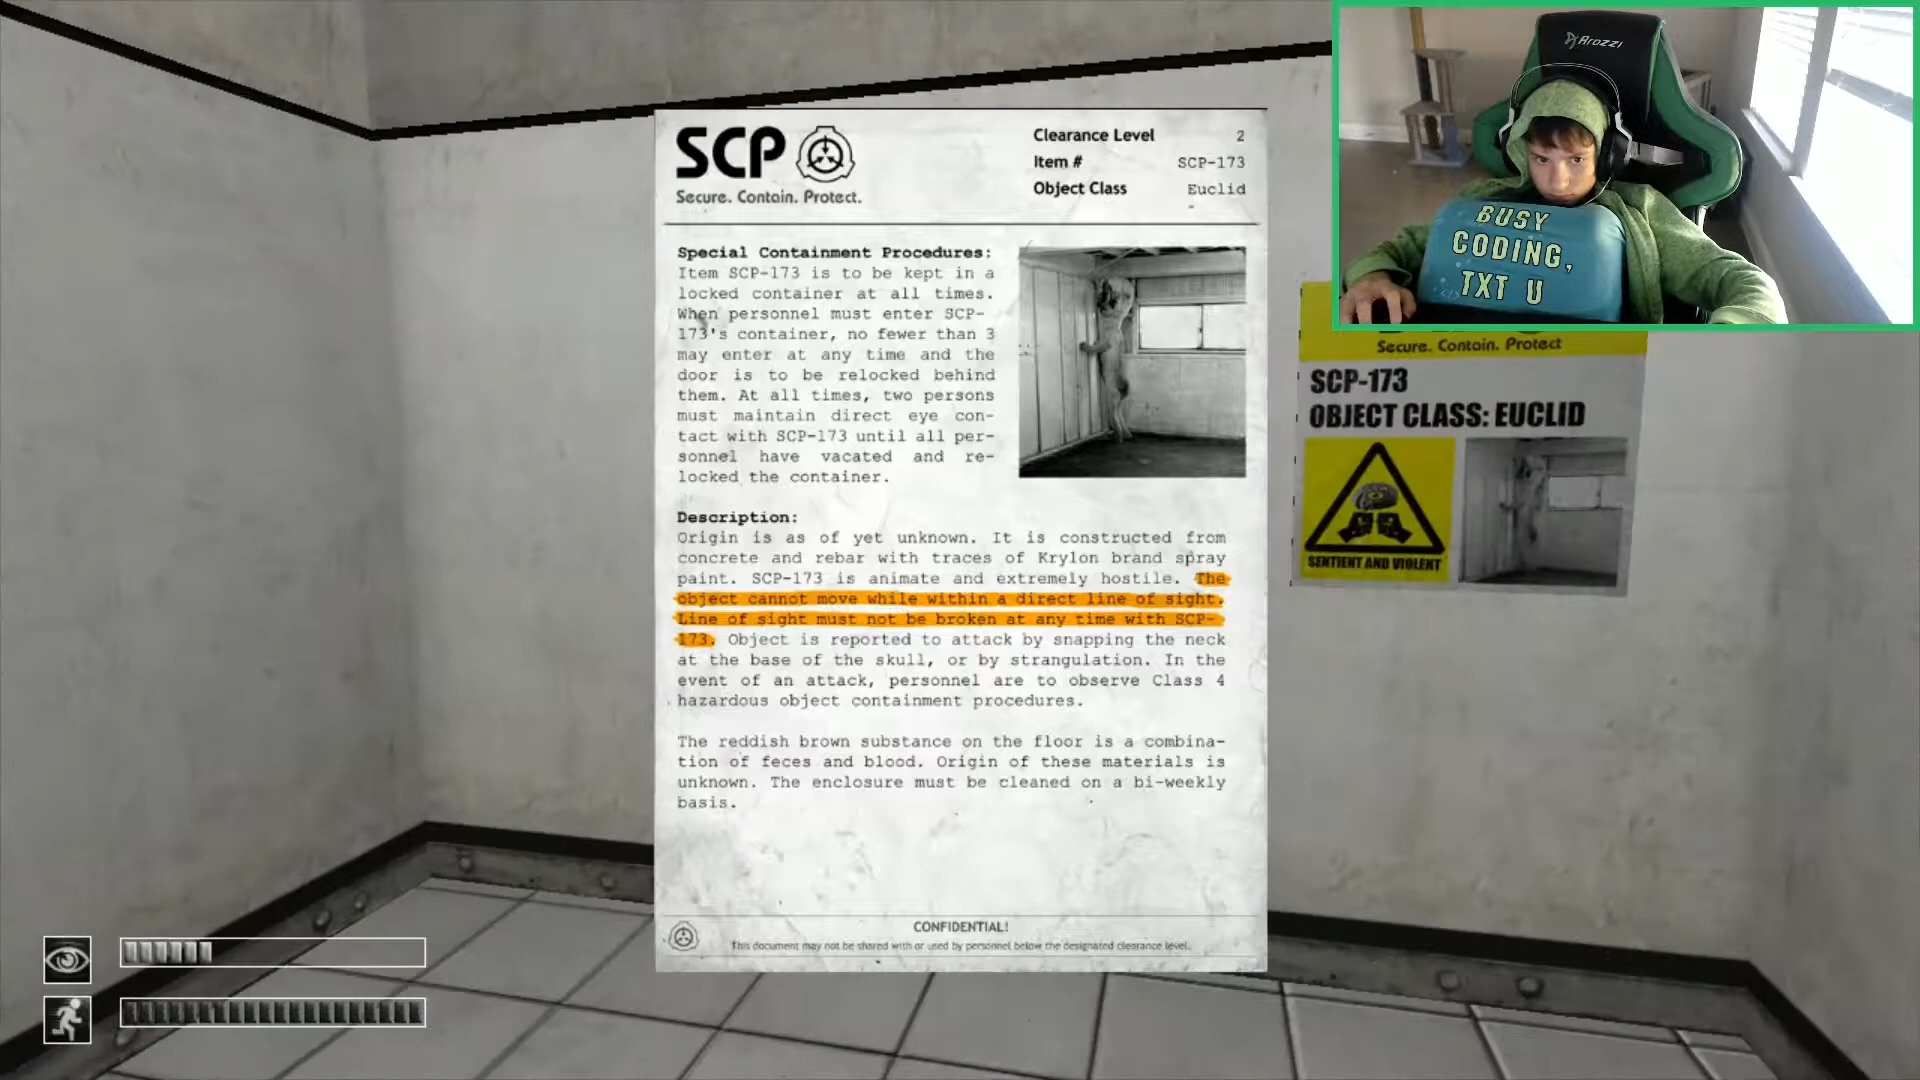 SCP
Secure. Contain. Protect.
Clearance Level 2
Item # SCP-173
Object Class Euclid
Special Containment Procedures:
Item SCP-173 is to be kept in a
locked container at all times.
When personnel must enter SCP-
173's container, no fewer than 3
may enter at any time and the
door is to be relocked behind
them. At all times, two persons
must maintain direct eye con-
tact with SCP-173 until all per-
sonnel have vacated and re-
locked the container.
Description:
Origin is as of yet unknown. It is constructed from
concrete and rebar with traces of Krylon brand spray
paint. SCP-173 is animate and extremely hostile. The
object cannot move while within a direct line of sight.
Line of sight must not be broken at any time with SCP-
173. Object is reported to attack by snapping the neck
at the base of the skull, or by strangulation. In the
event of an attack, personnel are to observe Class 4
hazardous object containment procedures.
The reddish brown substance on the floor is a combina-
tion of feces and blood. Origin of these materials is
unknown. The enclosure must be cleaned on a bi-weekly
basis.
CONFIDENTIAL!
This document may not be shared with or used by personnel below the designated clearance level.
Arozzi
BUSY
CODING,
TXT U
Secure. Contain. Protect
SCP-173
OBJECT CLASS: EUCLID
SENTIENT AND VIOLENT